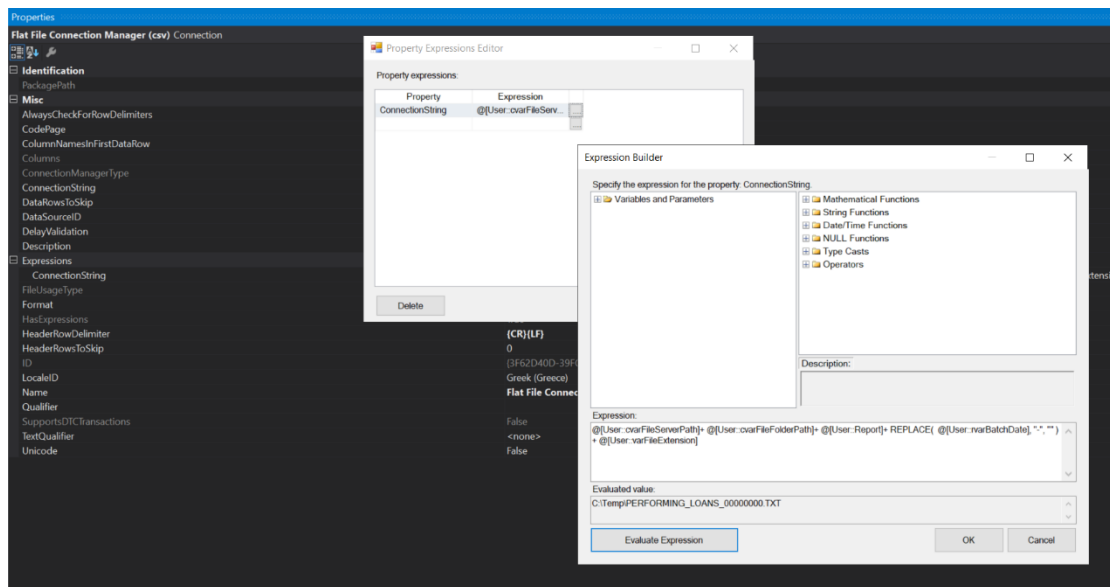 Properties
Flat File Connection Manager (csv) Connection
Identification
PackagePath
Misc
AlwaysCheckForRowDelimiters
CodePage
ColumnNamesInFirstDataRow
Columns
ConnectionManagerType
ConnectionString
DataRowsToSkip
DataSourceID
DelayValidation
Description
Expressions
ConnectionString
FileUsageType
Format
HasExpressions
HeaderRowDelimiter {CR}{LF}
HeaderRowsToSkip 0
ID {3F62D40D-39F
LocaleID Greek (Greece)
Name Flat File Connec
Qualifier
SupportsDTCTransactions False
TextQualifier <none>
Unicode False
Property Expressions Editor
Property expressions:
Property Expression
ConnectionString @[User::cvarFileServ... ...
...
Delete
Expression Builder
Specify the expression for the property: ConnectionString.
Variables and Parameters
Mathematical Functions
String Functions
Date/Time Functions
NULL Functions
Type Casts
Operators
Description:
Expression:
@[User::cvarFileServerPath]+ @[User::cvarFileFolderPath]+ @[User::Report]+ REPLACE( @[User::rvarBatchDate], "-", "" )
+ @[User::varFileExtension]
Evaluated value:
C:\Temp\PERFORMING_LOANS_00000000.TXT
Evaluate Expression
OK Cancel